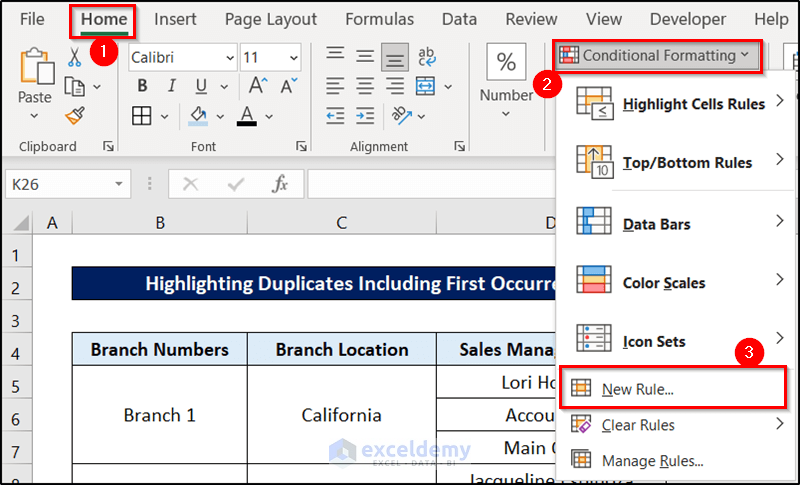 File Home Insert Page Layout Formulas Data Review View Developer Help
1
Calibri 11
ab
c
%
Conditional Formatting
2
Paste
B I U A A
Number
A
Clipboard Font Alignment
Highlight Cells Rules
Top/Bottom Rules
10
Data Bars
Color Scales
Icon Sets
3
New Rule...
Clear Rules
Manage Rules...
K26 fx
A B C D
1
2 Highlighting Duplicates Including First Occurre
3
4 Branch Numbers Branch Location Sales Manag
5 Lori Ho
6 Branch 1 California Accou
7 Main C
8 Jacqueline
exceldemy
EXCEL · DATA · BI